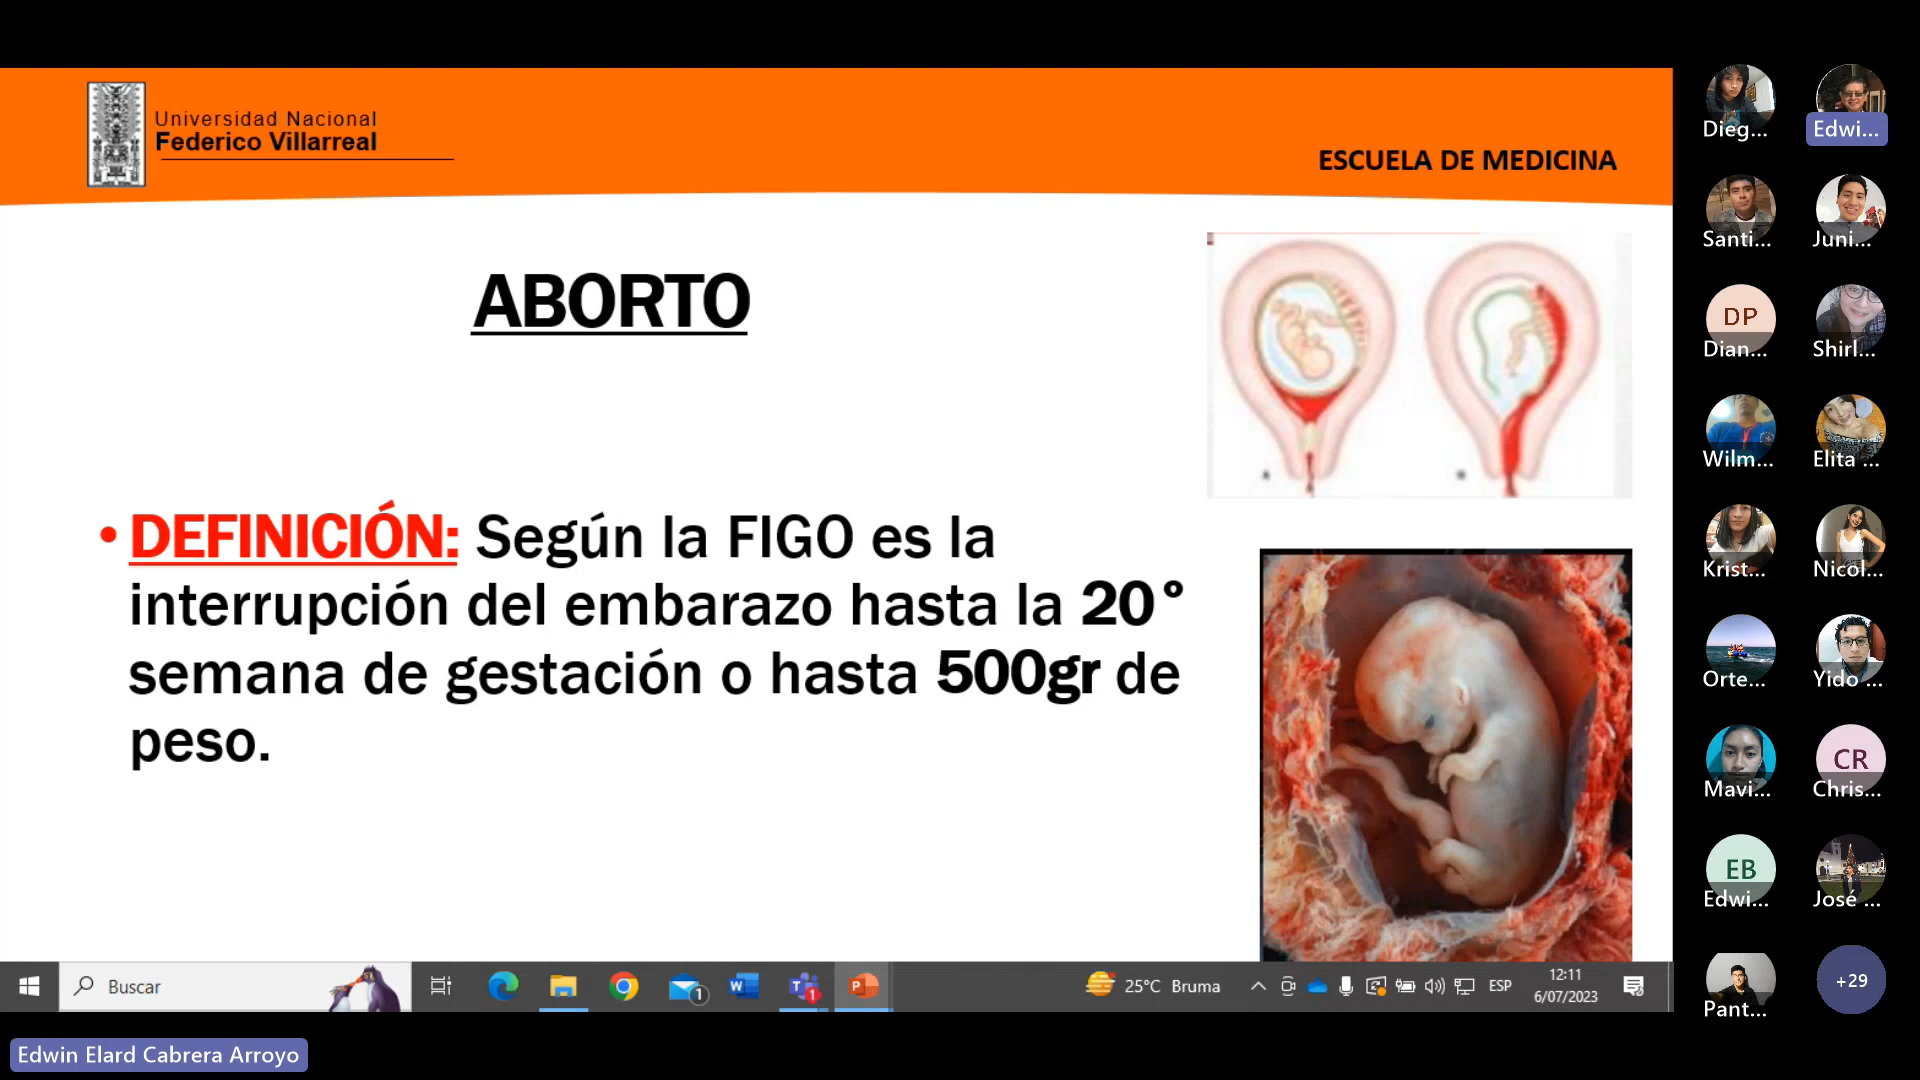 Universidad Nacional
Federico Villarreal
ESCUELA DE MEDICINA
ABORTO
• DEFINICIÓN: Según la FIGO es la
interrupción del embarazo hasta la 20°
semana de gestación o hasta 500gr de
peso.
Buscar
1
1
25°C Bruma
ESP
12:11
6/07/2023
Edwin Elard Cabrera Arroyo
Dieg...
Edwi...
Santi...
Juni...
DP
Dian...
Shirl...
Wilm...
Elita ...
Krist...
Nicol...
Orte...
Yido ...
Mavi...
CR
Chris...
EB
Edwi...
José ...
Pant...
+29